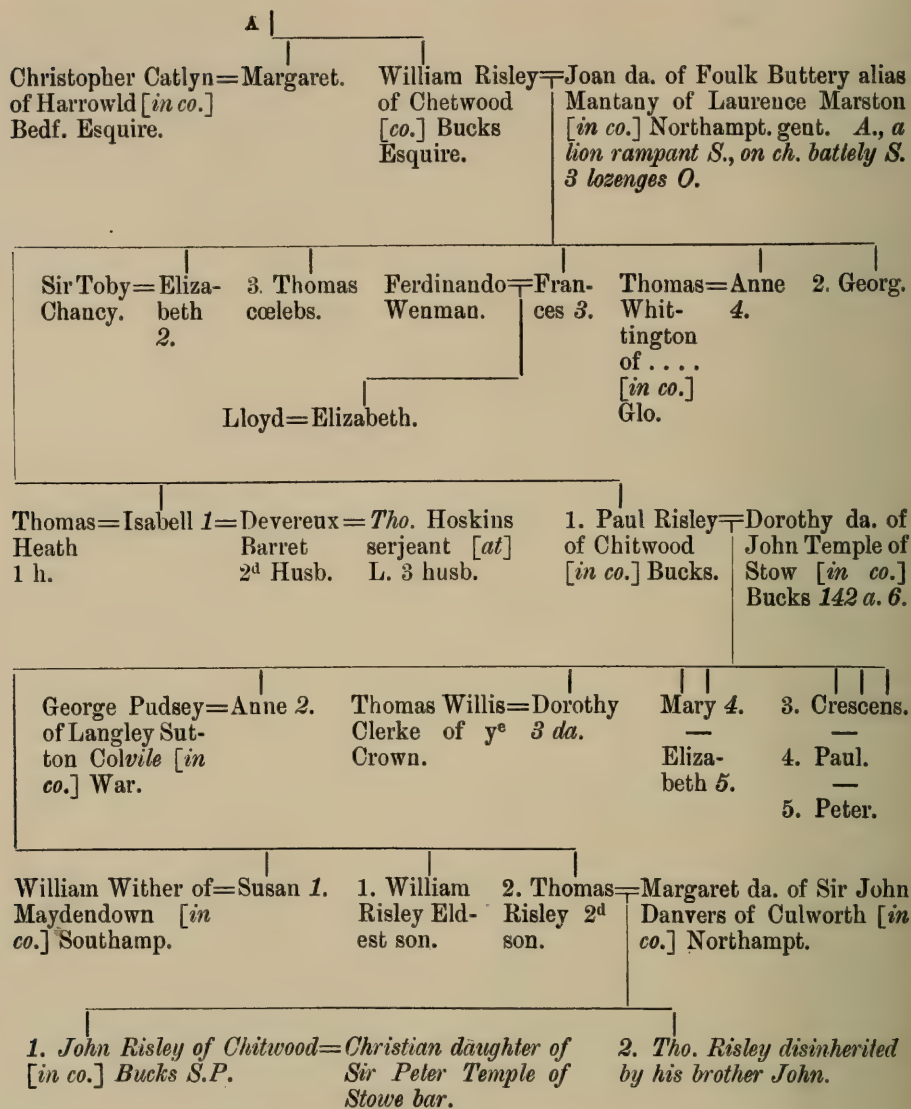 A
Christopher Catlyn=Margaret.
of Harrowld [in co.]
Bedf. Esquire.
William Risley=Joan da. of Foulk Buttery alias
of Chetwood
[co.] Bucks
Esquire.
Mantany of Laurence Marston
[in co.] Northampt. gent. A., a
lion rampant S., on ch. battely S.
3 lozenges O.
Sir Toby=Eliza-
Chancy. beth
2.
3. Thomas
cœlebs.
Ferdinando=Fran-
Wenman. ces 3.
Thomas=Anne
Whit- 4.
tington
of ....
[in co.]
Glo.
2. Georg.
Lloyd=Elizabeth.
Thomas=Isabell 1=Devereux=Tho. Hoskins
Heath Barret serjeant [at]
1 h. 2d Husb. L. 3 husb.
1. Paul Risley=Dorothy da. of
of Chitwood John Temple of
[in co.] Bucks. Stow [in co.]
Bucks 142 a. 6.
George Pudsey=Anne 2.
of Langley Sut-
ton Colvile [in
co.] War.
Thomas Willis=Dorothy
Clerke of ye 3 da.
Crown.
Mary 4.
—
Eliza-
beth 5.
3. Crescens.
—
4. Paul.
—
5. Peter.
William Wither of=Susan 1.
Maydendown [in
co.] Southamp.
1. William
Risley Eld-
est son.
2. Thomas=Margaret da. of Sir John
Risley 2d Danvers of Culworth [in
son. co.] Northampt.
1. John Risley of Chitwood=Christian daughter of
[in co.] Bucks S.P. Sir Peter Temple of
Stowe bar.
2. Tho. Risley disinherited
by his brother John.